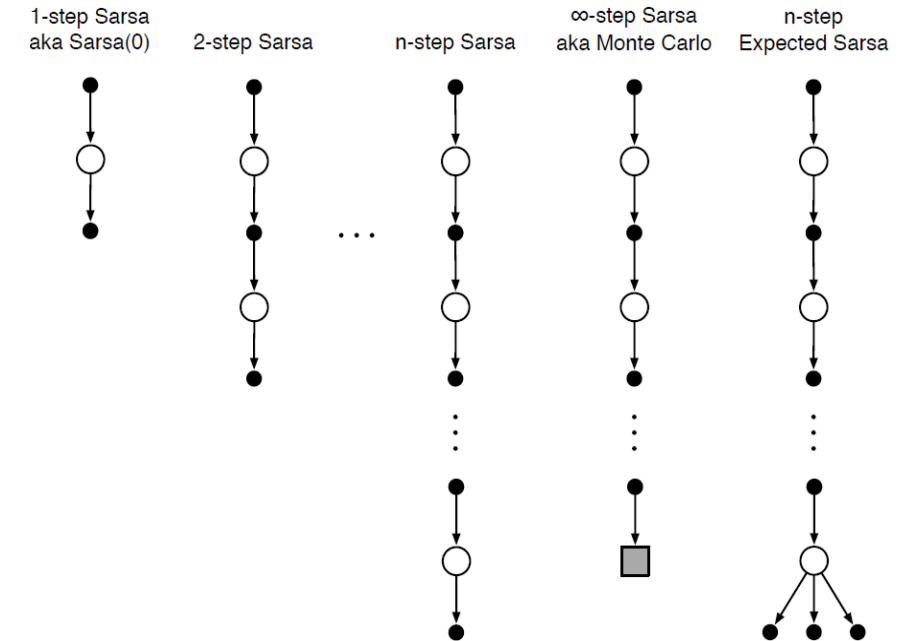 1-step Sarsa
aka Sarsa(0)
2-step Sarsa
n-step Sarsa
∞-step Sarsa
aka Monte Carlo
n-step
Expected Sarsa